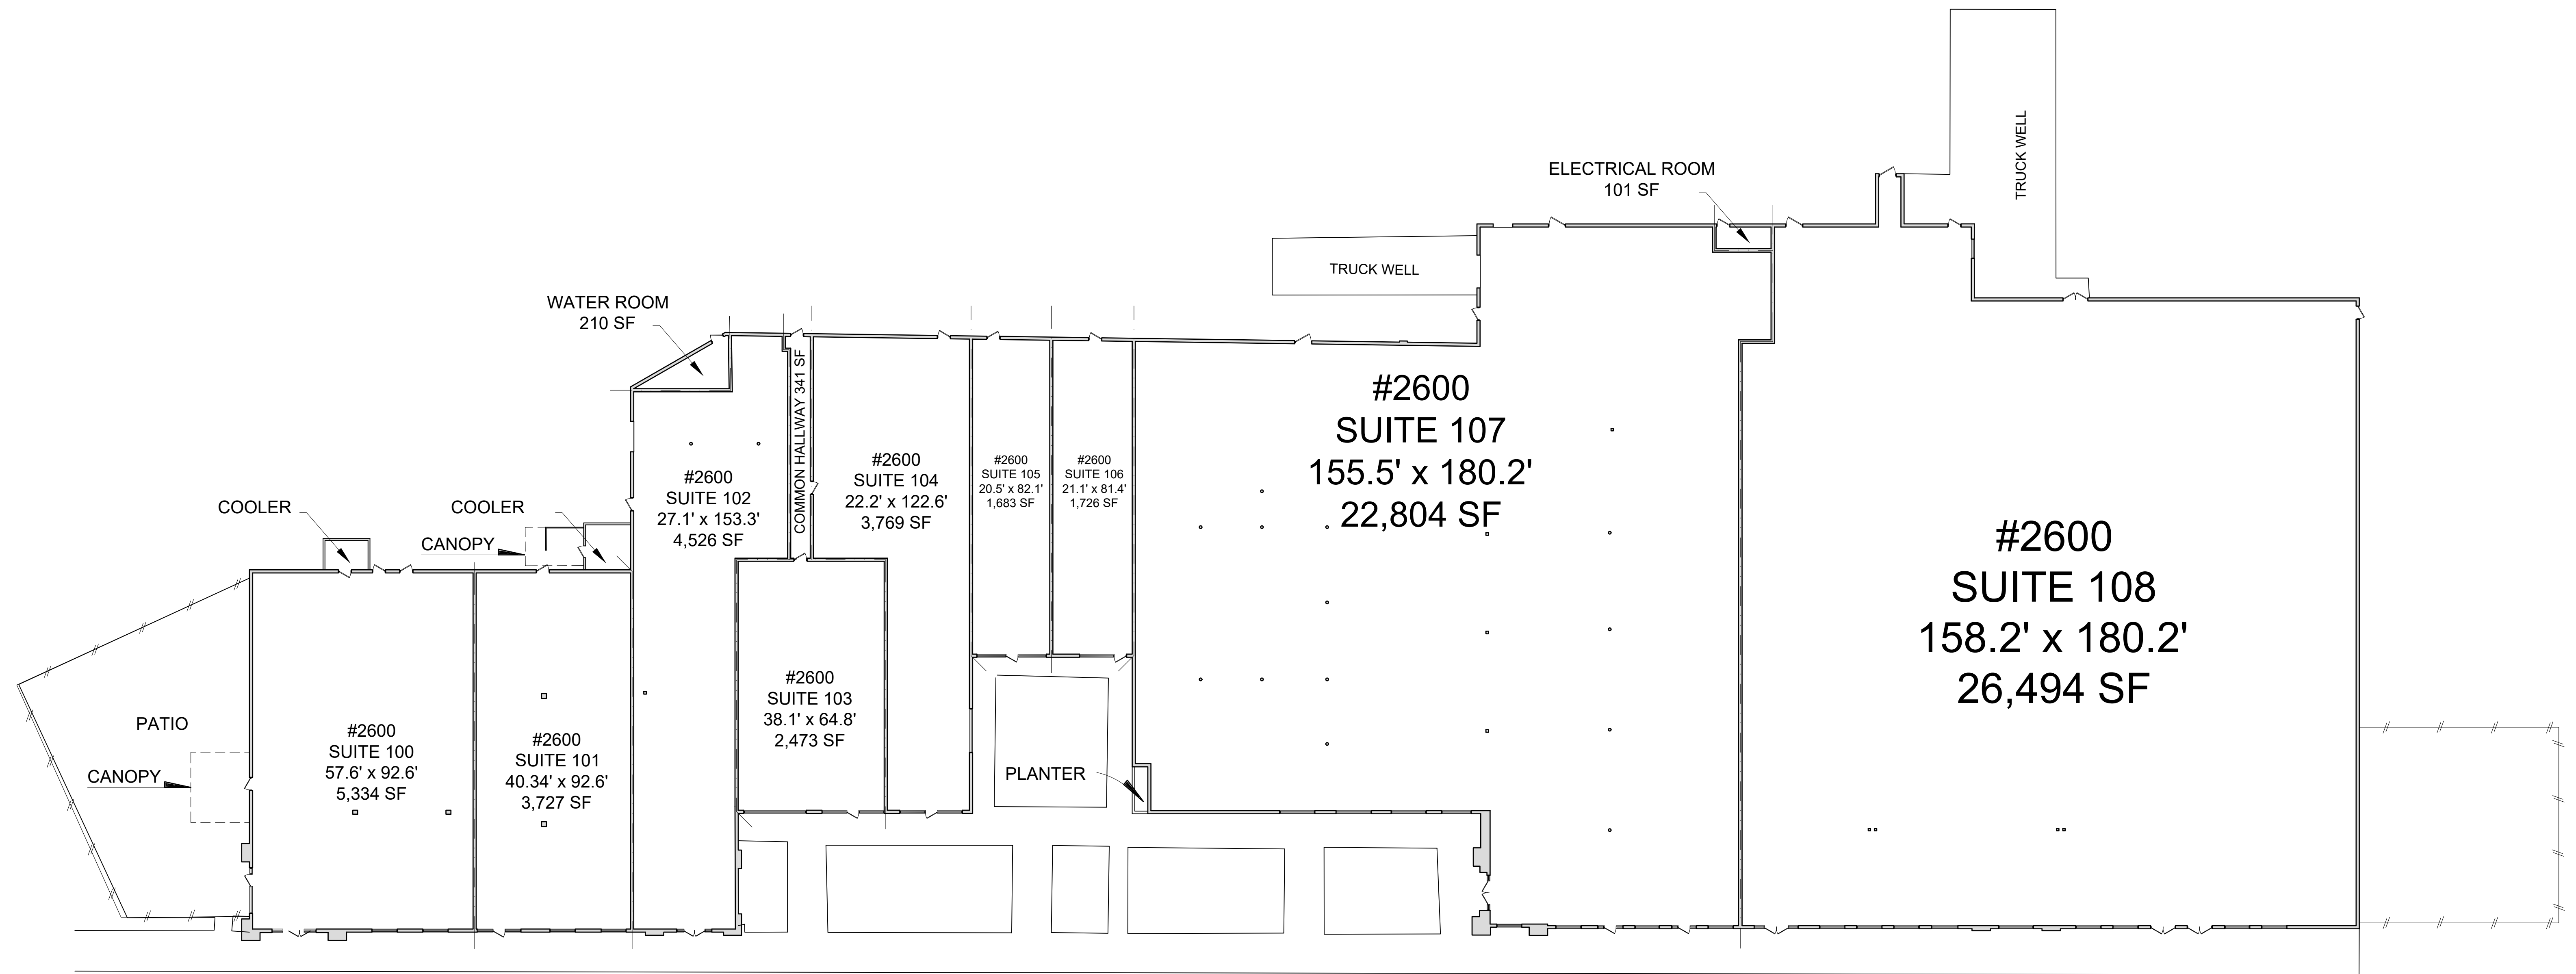 TRUCK WELL
ELECTRICAL ROOM
101 SF
TRUCK WELL
WATER ROOM
210 SF
COMMON HALLWAY 341 SF
COOLER
COOLER
CANOPY
PATIO
CANOPY
#2600
SUITE 100
57.6' x 92.6'
5,334 SF
#2600
SUITE 101
40.34' x 92.6'
3,727 SF
#2600
SUITE 102
27.1' x 153.3'
4,526 SF
#2600
SUITE 103
38.1' x 64.8'
2,473 SF
#2600
SUITE 104
22.2' x 122.6'
3,769 SF
#2600
SUITE 105
20.5' x 82.1'
1,683 SF
#2600
SUITE 106
21.1' x 81.4'
1,726 SF
PLANTER
#2600
SUITE 107
155.5' x 180.2'
22,804 SF
#2600
SUITE 108
158.2' x 180.2'
26,494 SF